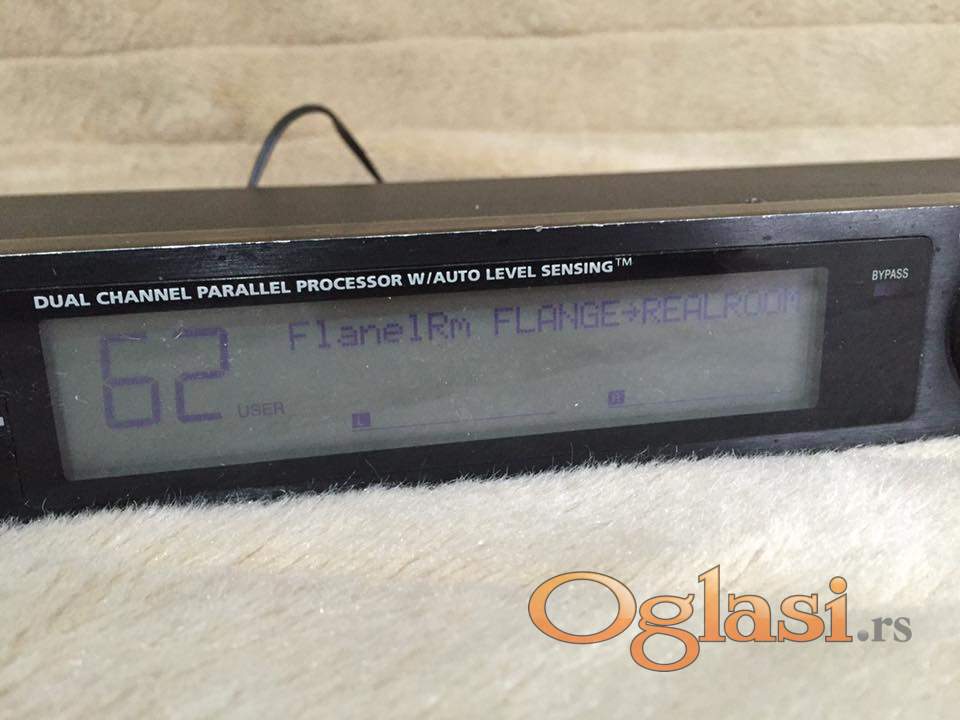 DUAL CHANNEL PARALLEL PROCESSOR W/AUTO LEVEL SENSING™
BYPASS
FlanelRm FLANGE→REALROOM
62 USER
L R
Oglasi.rs